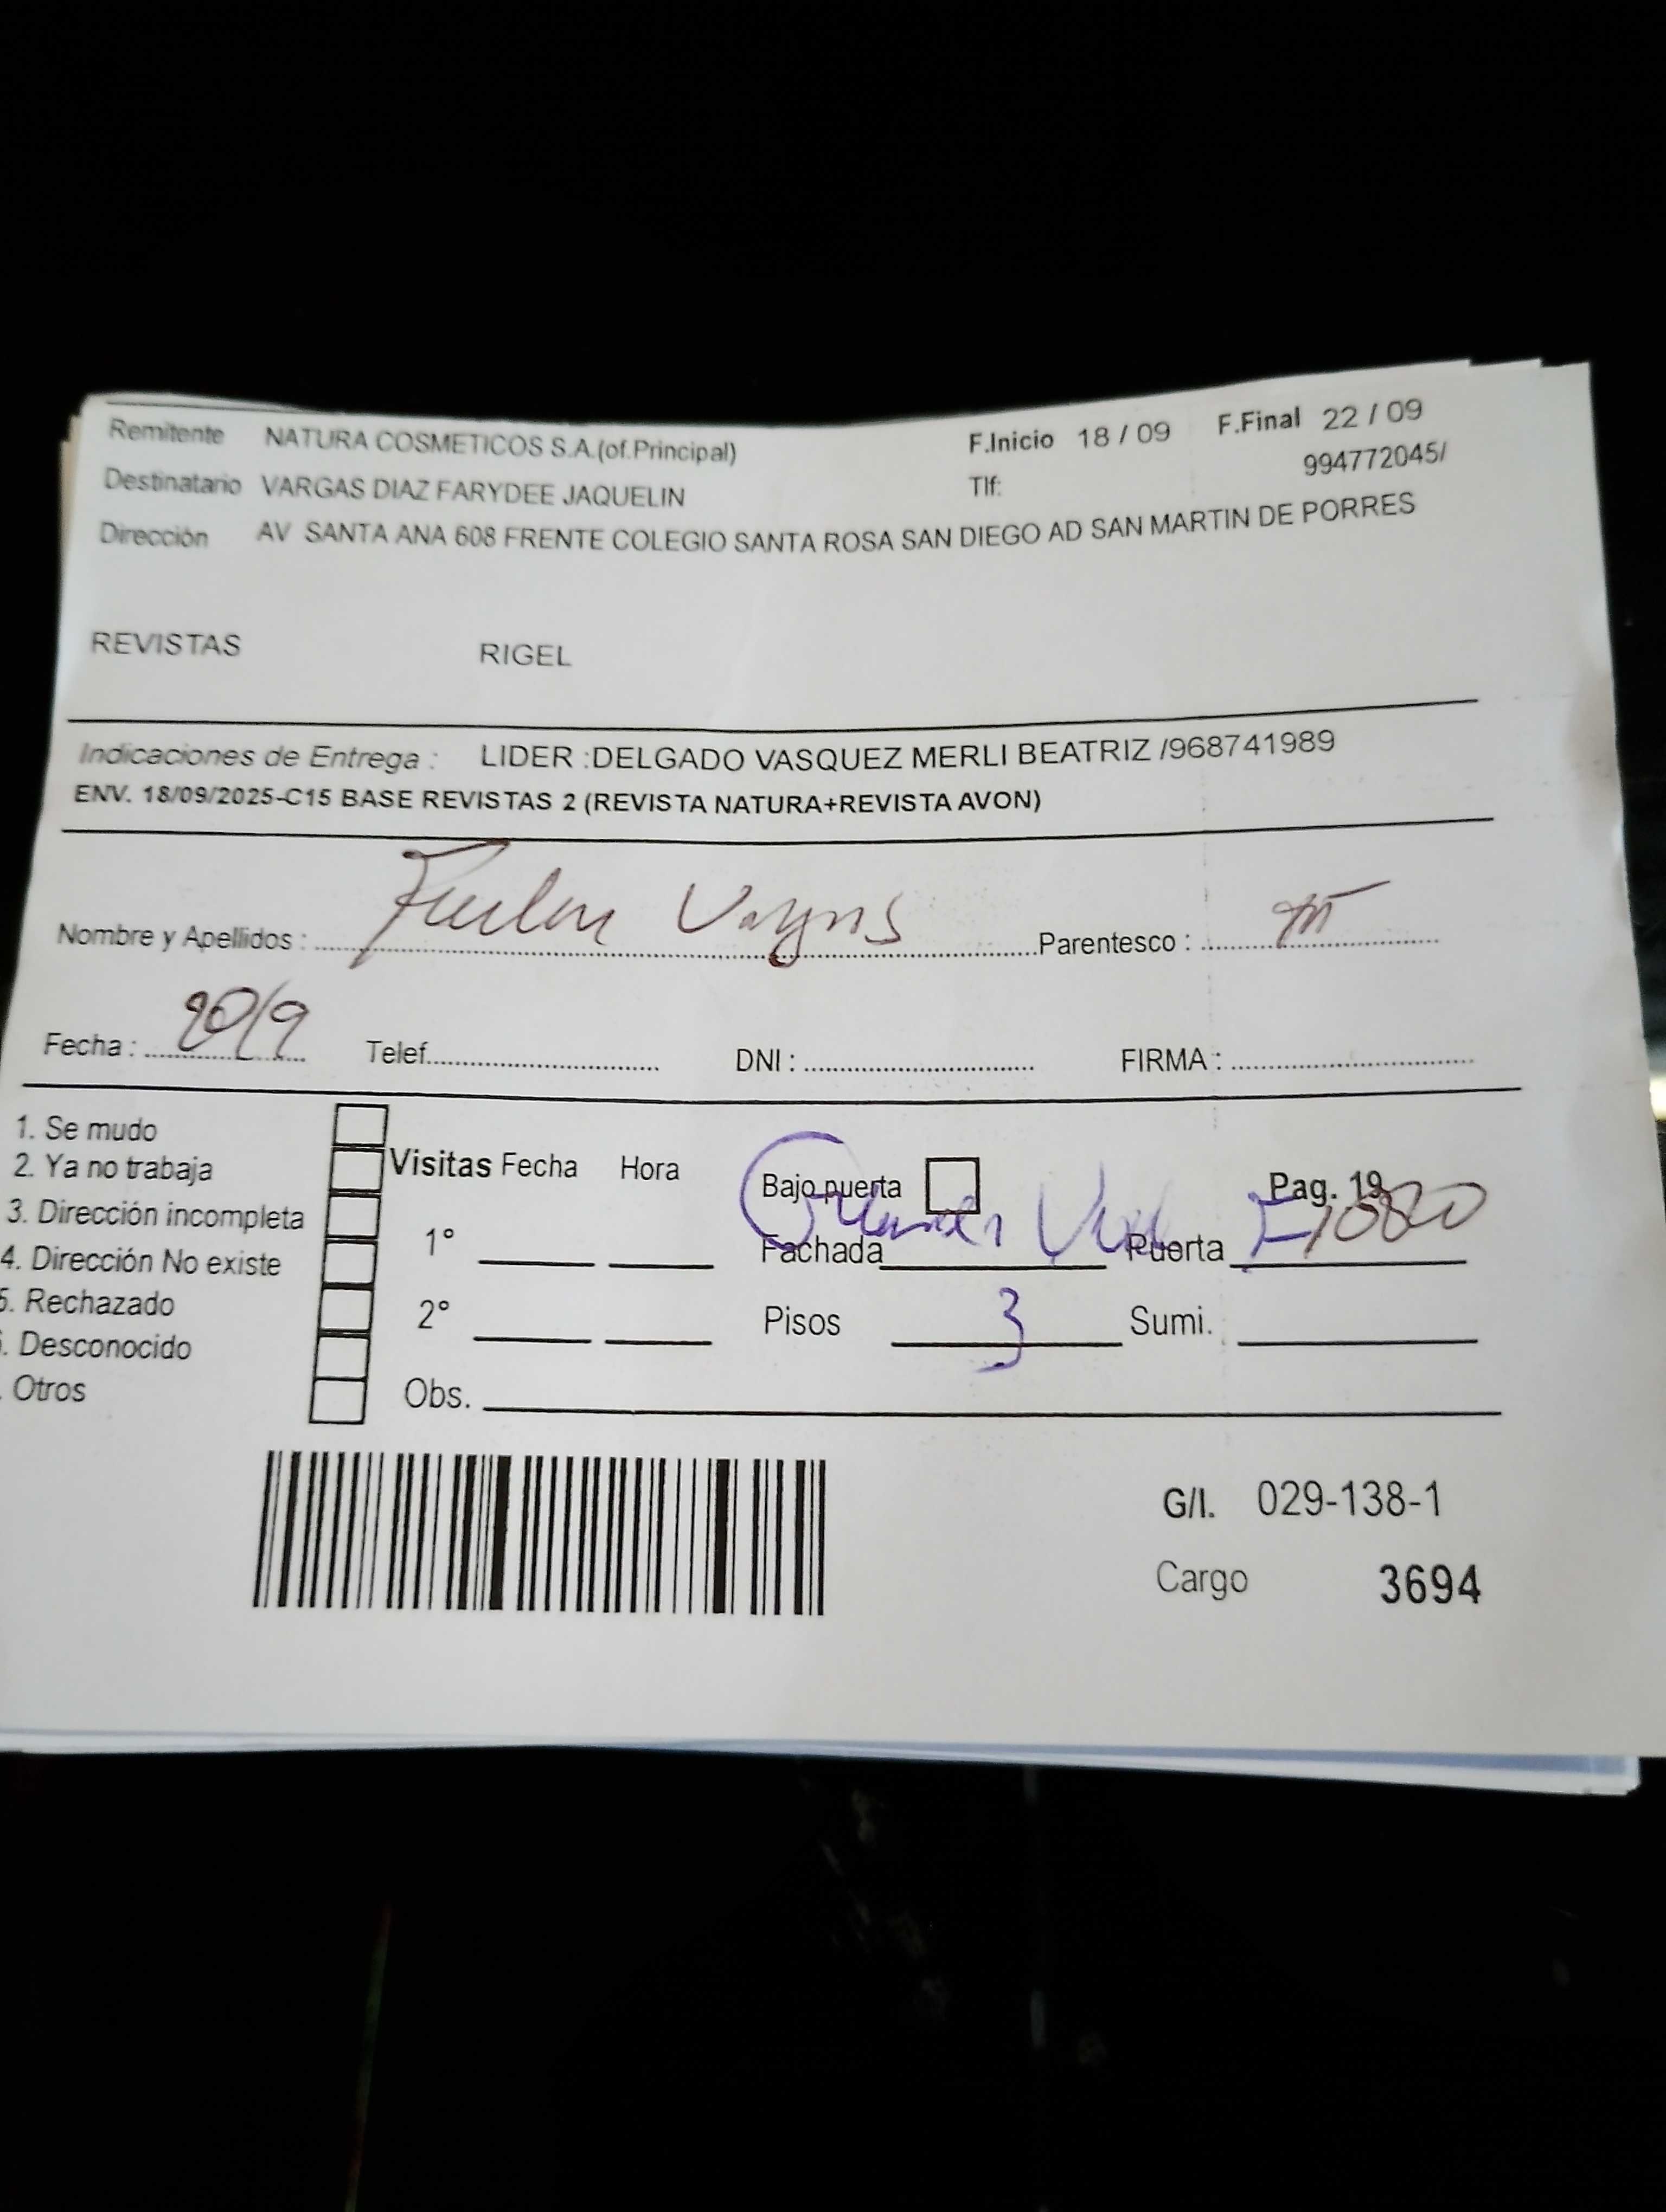 Remitente NATURA COSMETICOS S.A.(of.Principal) F.Inicio 18 / 09 F.Final 22 / 09
Destinatario VARGAS DIAZ FARYDEE JAQUELIN Tlf: 994772045/
Dirección AV SANTA ANA 608 FRENTE COLEGIO SANTA ROSA SAN DIEGO AD SAN MARTIN DE PORRES
REVISTAS RIGEL
Indicaciones de Entrega : LIDER :DELGADO VASQUEZ MERLI BEATRIZ /968741989
ENV. 18/09/2025-C15 BASE REVISTAS 2 (REVISTA NATURA+REVISTA AVON)
Nombre y Apellidos : Vargas Parentesco :
Fecha : 20/9 Telef. DNI : FIRMA :
1. Se mudo
2. Ya no trabaja Visitas Fecha Hora Bajo puerta Pag. 19
3. Dirección incompleta 1° Fachada Puerta
4. Dirección No existe
5. Rechazado 2° Pisos 3 Sumi.
. Desconocido
. Otros Obs.
G/I. 029-138-1
Cargo 3694